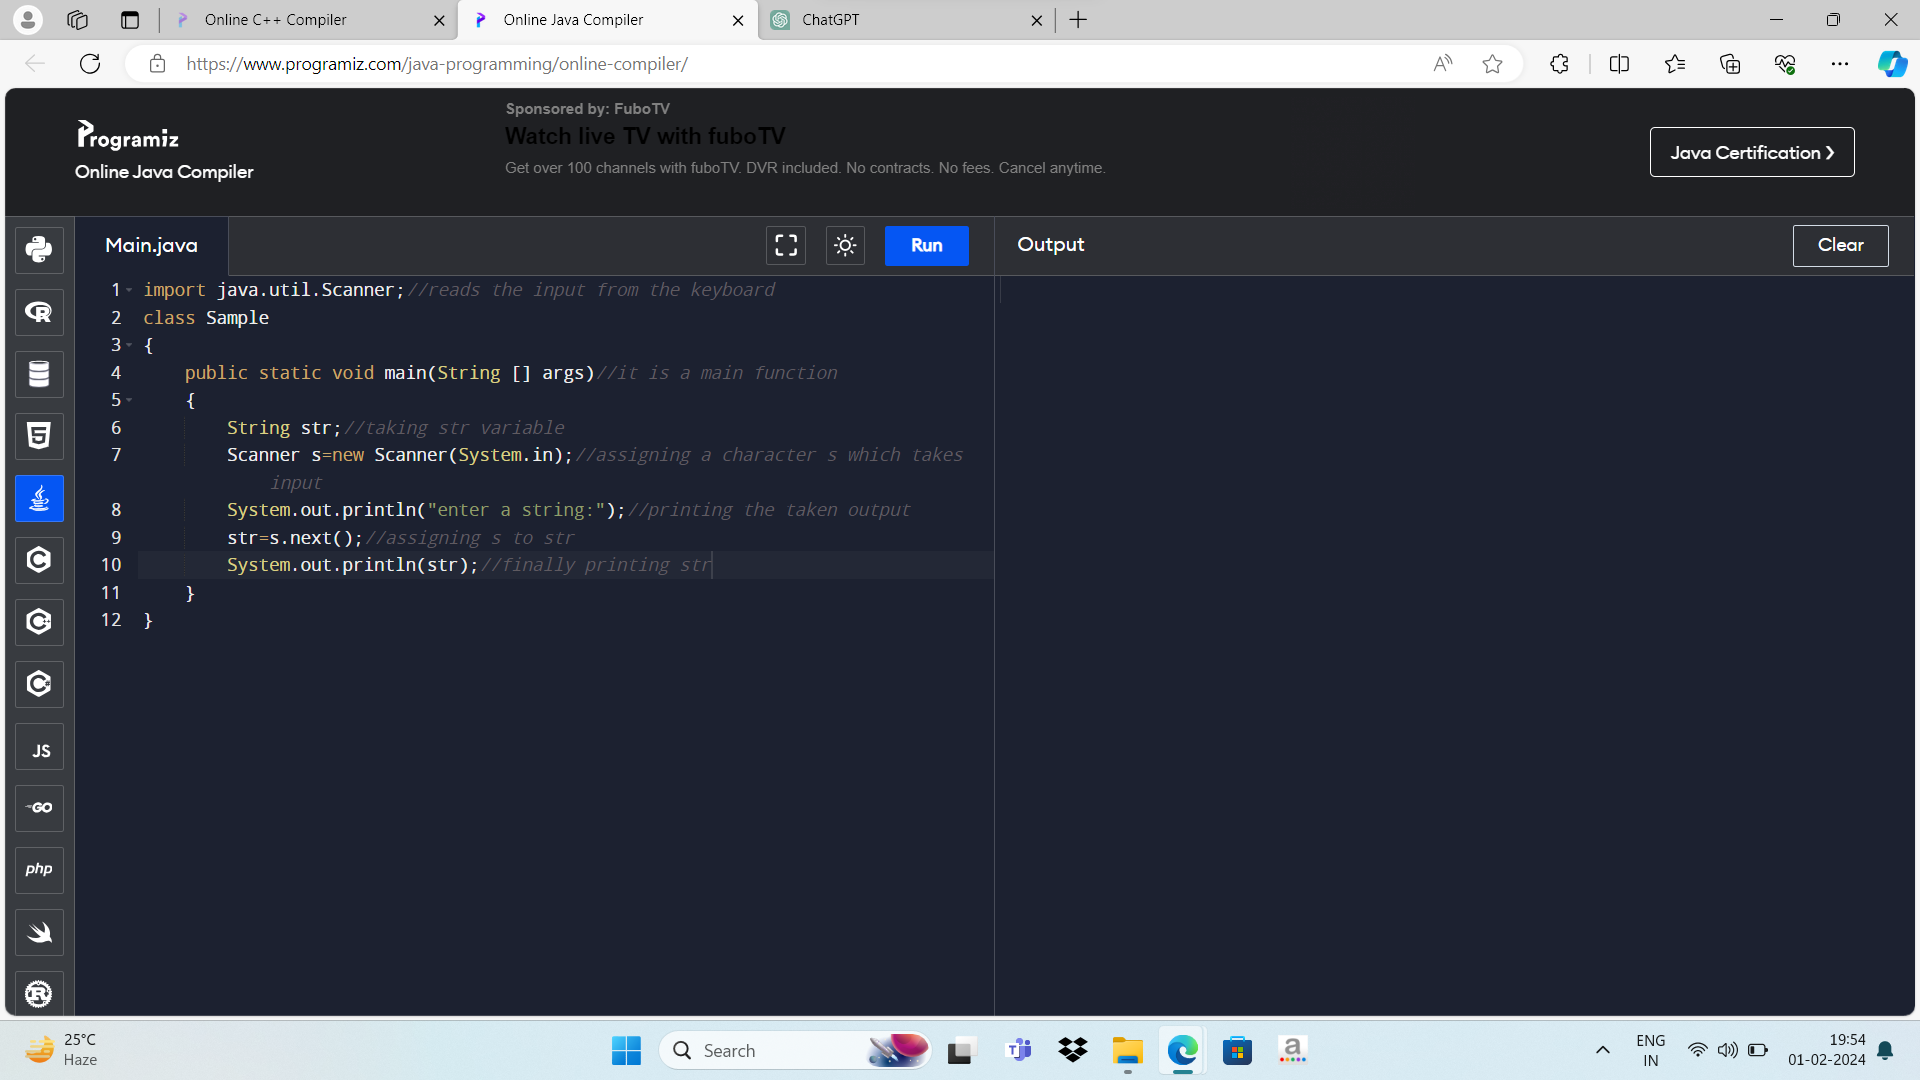 Online C++ Compiler
Online Java Compiler
ChatGPT
https://www.programiz.com/java-programming/online-compiler/
Programiz
Online Java Compiler
Sponsored by: FuboTV
Watch live TV with fuboTV
Get over 100 channels with fuboTV. DVR included. No contracts. No fees. Cancel anytime.
Java Certification ❯
Main.java
Run
Output
Clear
1 import java.util.Scanner;//reads the input from the keyboard
2 class Sample
3 {
4 public static void main(String [] args)//it is a main function
5 {
6 String str;//taking str variable
7 Scanner s=new Scanner(System.in);//assigning a character s which takes
input
8 System.out.println("enter a string:");//printing the taken output
9 str=s.next();//assigning s to str
10 System.out.println(str);//finally printing str
11 }
12 }
JS
GO
php
25°C
Haze
Search
ENG
IN
19:54
01-02-2024